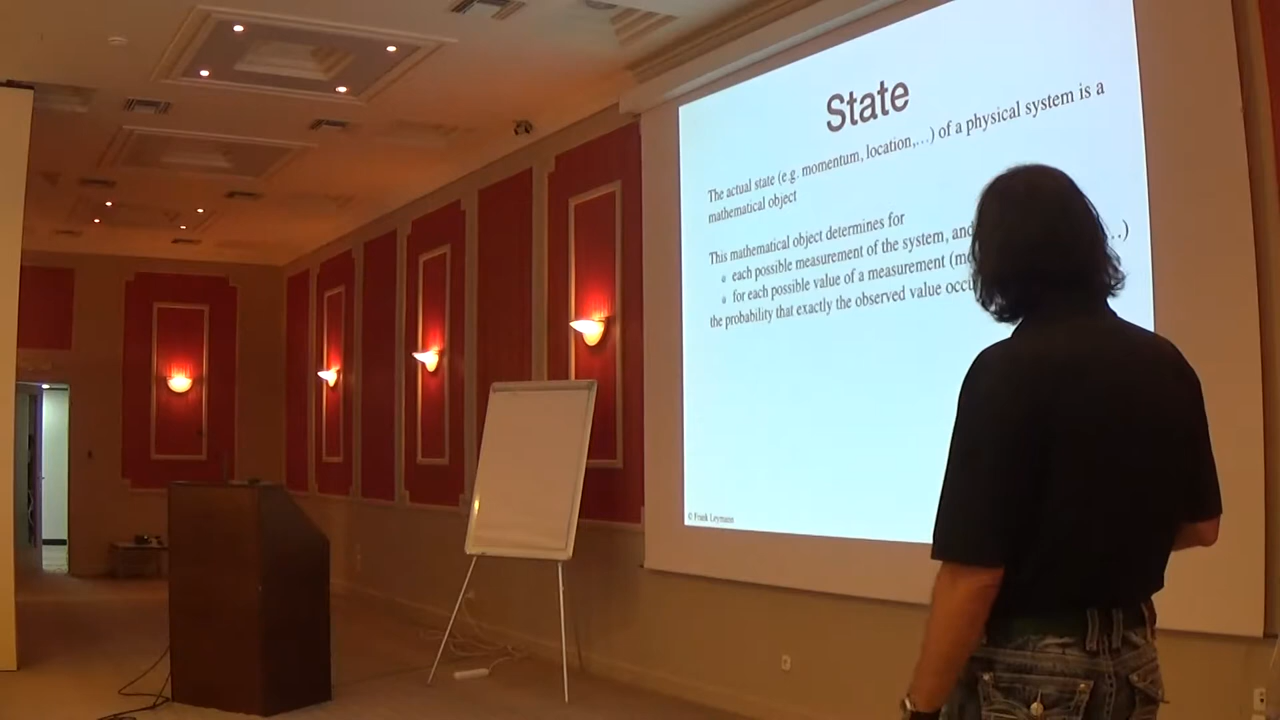 State
The actual state (e.g. momentum, location,...) of a physical system is a
mathematical object
This mathematical object determines for
each possible measurement of the system, and
for each possible value of a measurement ...)
the probability that exactly the observed value
© Frank Leymann